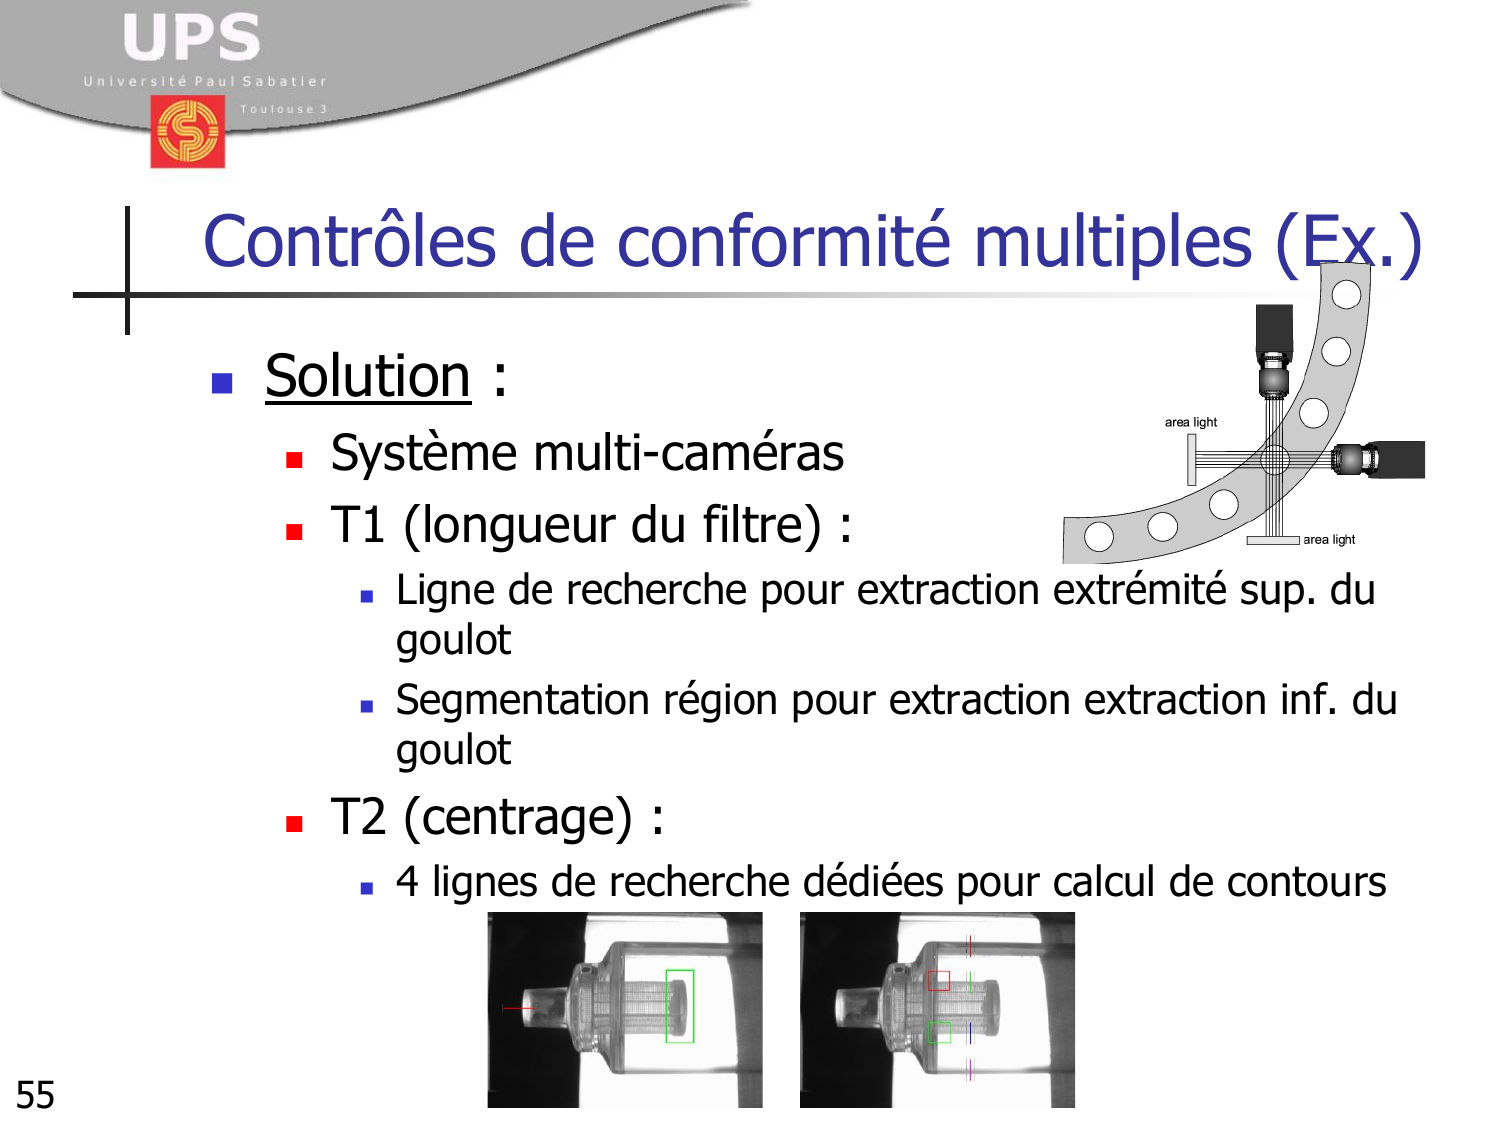 UPS
Université Paul Sabatier
Toulouse 3
Contrôles de conformité multiples (Ex.)
Solution :
area light
area light
Système multi-caméras
T1 (longueur du filtre) :
Ligne de recherche pour extraction extrémité sup. du
goulot
Segmentation région pour extraction extraction inf. du
goulot
T2 (centrage) :
4 lignes de recherche dédiées pour calcul de contours
55